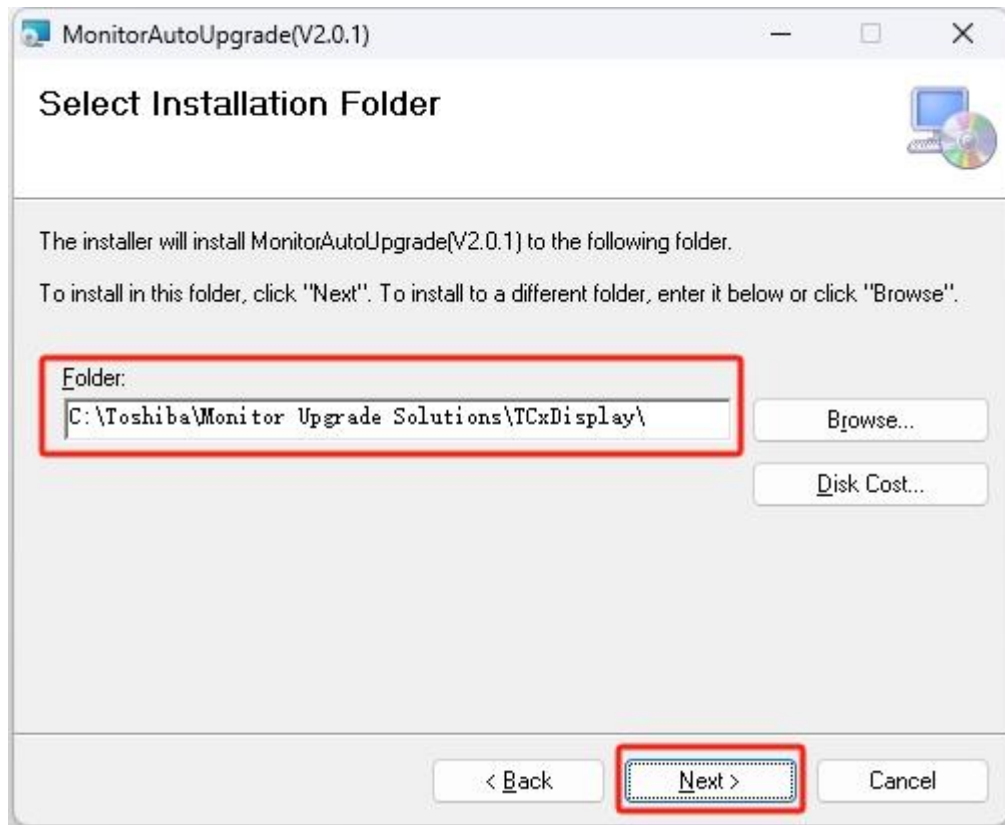 MonitorAutoUpgrade(V2.0.1)
Select Installation Folder
The installer will install MonitorAutoUpgrade(V2.0.1) to the following folder.
To install in this folder, click "Next". To install to a different folder, enter it below or click "Browse".
Folder:
C:\Toshiba\Monitor Upgrade Solutions\TCxDisplay\
Browse...
Disk Cost...
< Back
Next >
Cancel